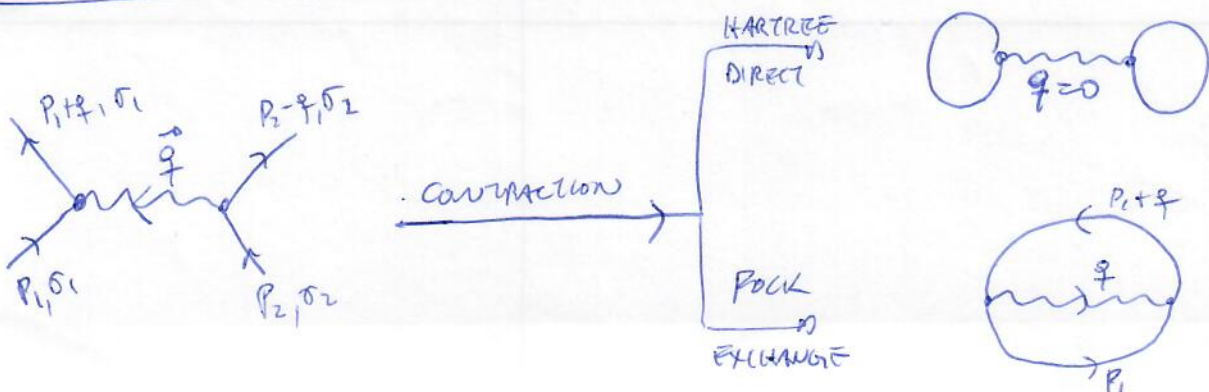 P₁+q, σ₁
P₂-q, σ₂
q⃗
P₁, σ₁
P₂, σ₂
CONTRACTION
HARTREE
DIRECT
q=0
FOCK
EXCHANGE
P₁+q
q
P₁